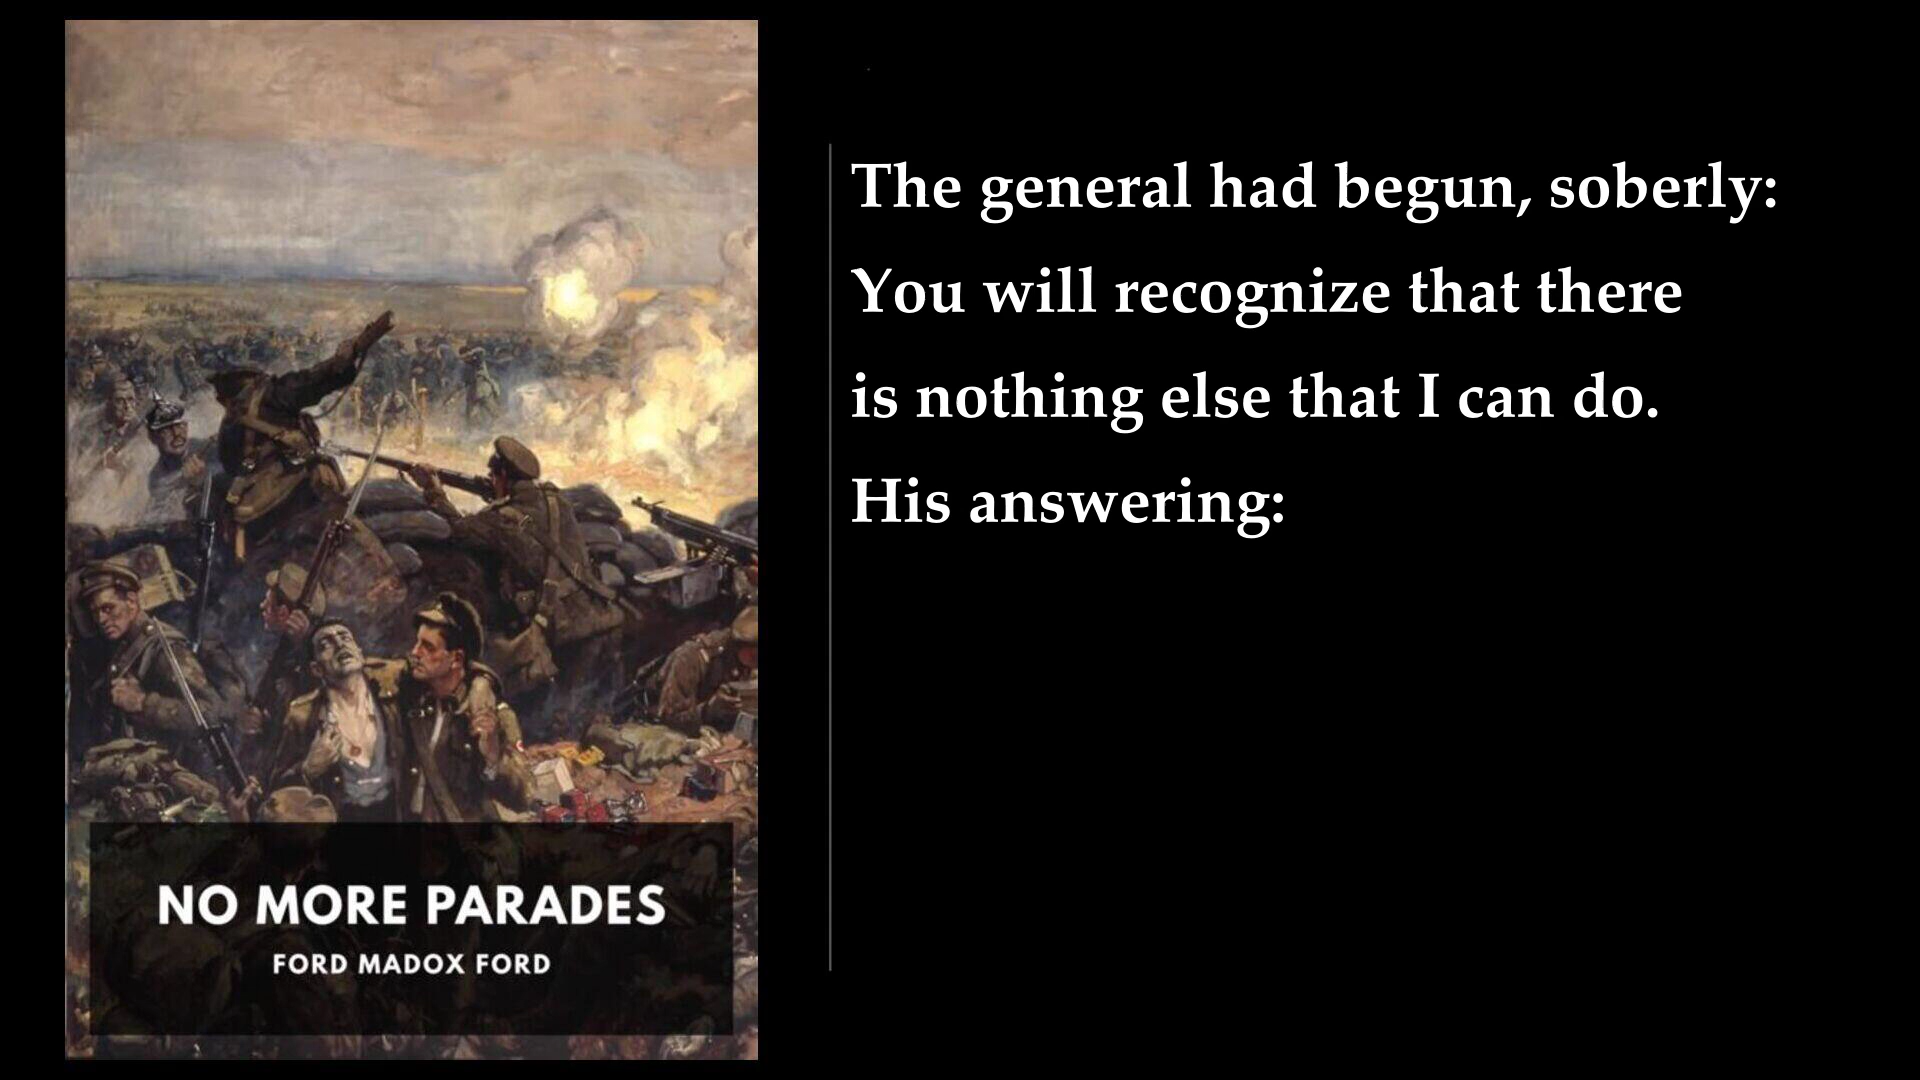 The general had begun, soberly:
You will recognize that there
is nothing else that I can do.
His answering:
NO MORE PARADES
FORD MADOX FORD